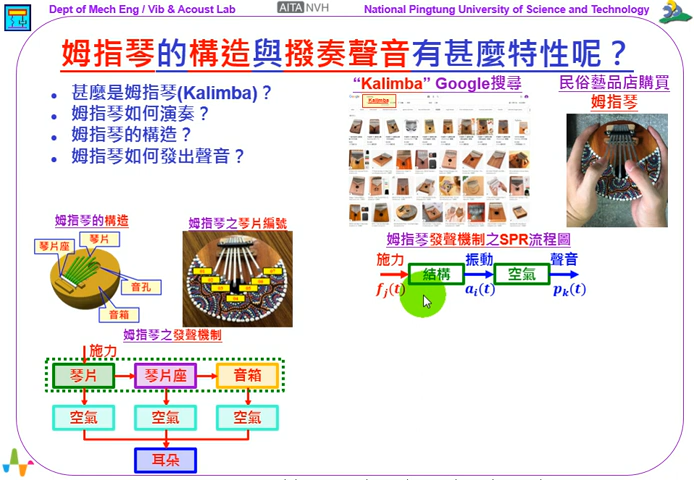 Dept of Mech Eng / Vib & Acoust Lab
AITA NVH
National Pingtung University of Science and Technology
姆指琴的構造與撥奏聲音有甚麼特性呢？
• 甚麼是姆指琴(Kalimba)？
• 姆指琴如何演奏？
• 姆指琴的構造？
• 姆指琴如何發出聲音？
“Kalimba” Google搜尋
Kalimba
民俗藝品店購買
姆指琴
姆指琴的構造
琴片座
琴片
音孔
音箱
姆指琴之琴片編號
姆指琴發聲機制之SPR流程圖
施力
結構
振動
空氣
聲音
fj(t)
ai(t)
pk(t)
姆指琴之發聲機制
施力
琴片
琴片座
音箱
空氣
空氣
空氣
耳朵